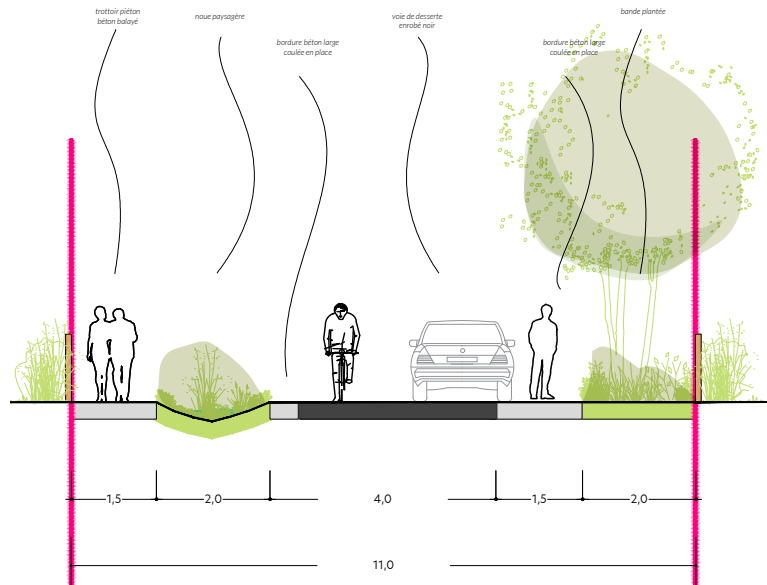 trottoir piéton
béton balayé
noue paysagère
bordure béton large
coulée en place
voie de desserte
enrobé noir
bordure béton large
coulée en place
bande plantée
1,5
2,0
4,0
1,5
2,0
11,0